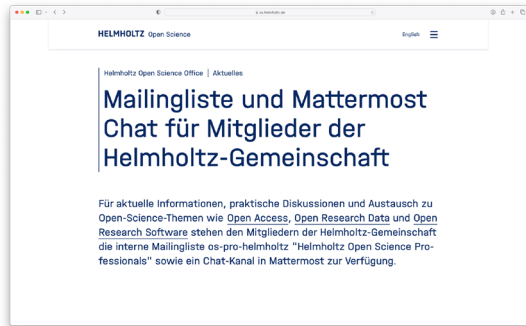 os.helmholtz.de
HELMHOLTZ Open Science
English
Helmholtz Open Science Office | Aktuelles
Mailingliste und Mattermost
Chat für Mitglieder der
Helmholtz-Gemeinschaft
Für aktuelle Informationen, praktische Diskussionen und Austausch zu
Open-Science-Themen wie Open Access, Open Research Data und Open
Research Software stehen den Mitgliedern der Helmholtz-Gemeinschaft
die interne Mailingliste os-pro-helmholtz "Helmholtz Open Science Pro-
fessionals" sowie ein Chat-Kanal in Mattermost zur Verfügung.